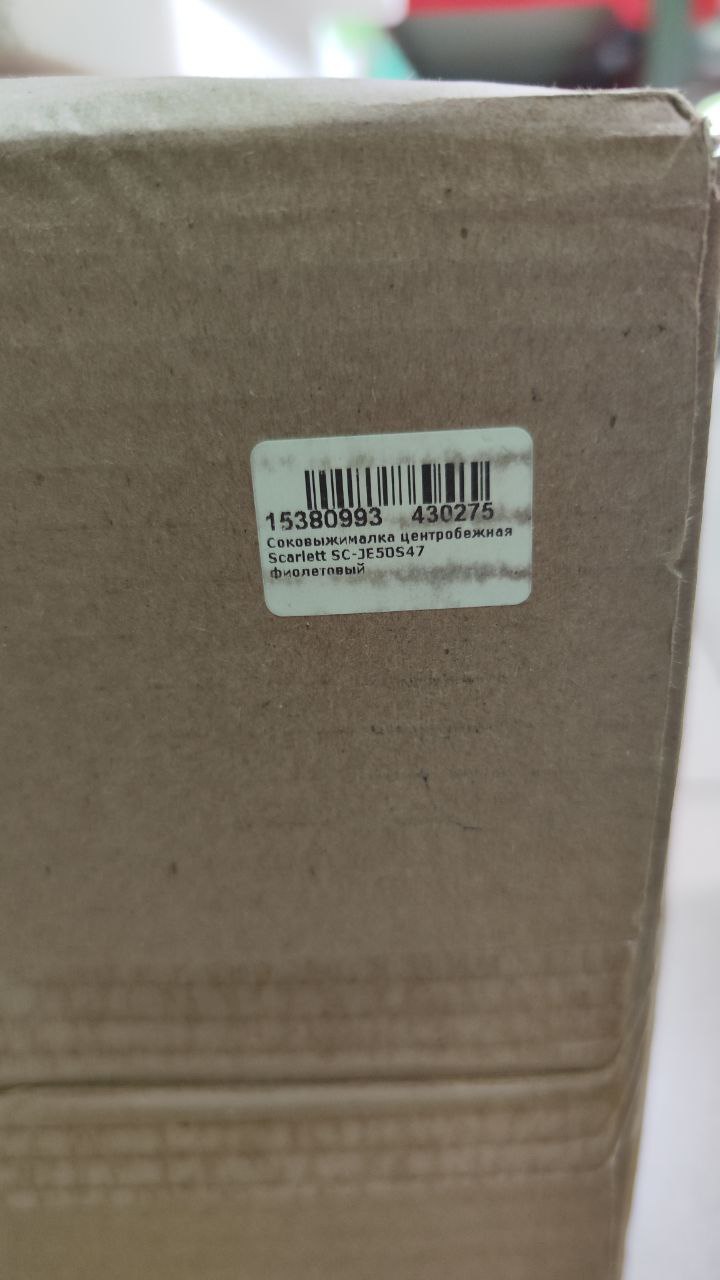 15380993 430275
Соковыжималка центробежная
Scarlett SC-JE50S47
фиолетовый